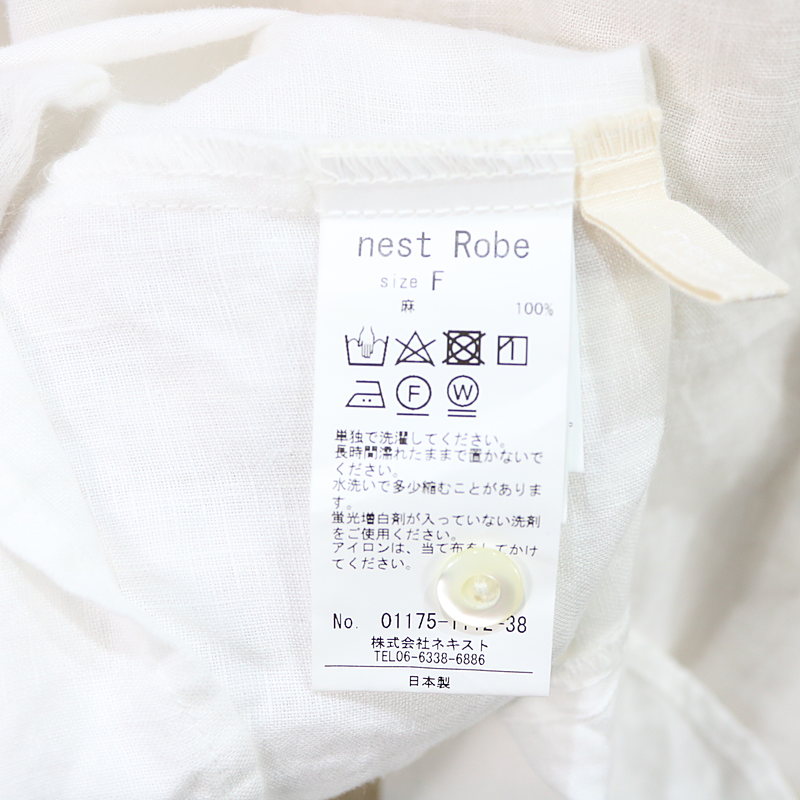 nest Robe
size F
麻 100%
F W
単独で洗濯してください。
長時間濡れたままで置かないで
ください。
水洗いで多少縮むことがありま
す。
蛍光増白剤が入っていない洗剤
をご使用ください。
アイロンは、当て布をしてかけ
てください。
No. 01175- -38
株式会社ネキスト
TEL06-6338-6886
日本製